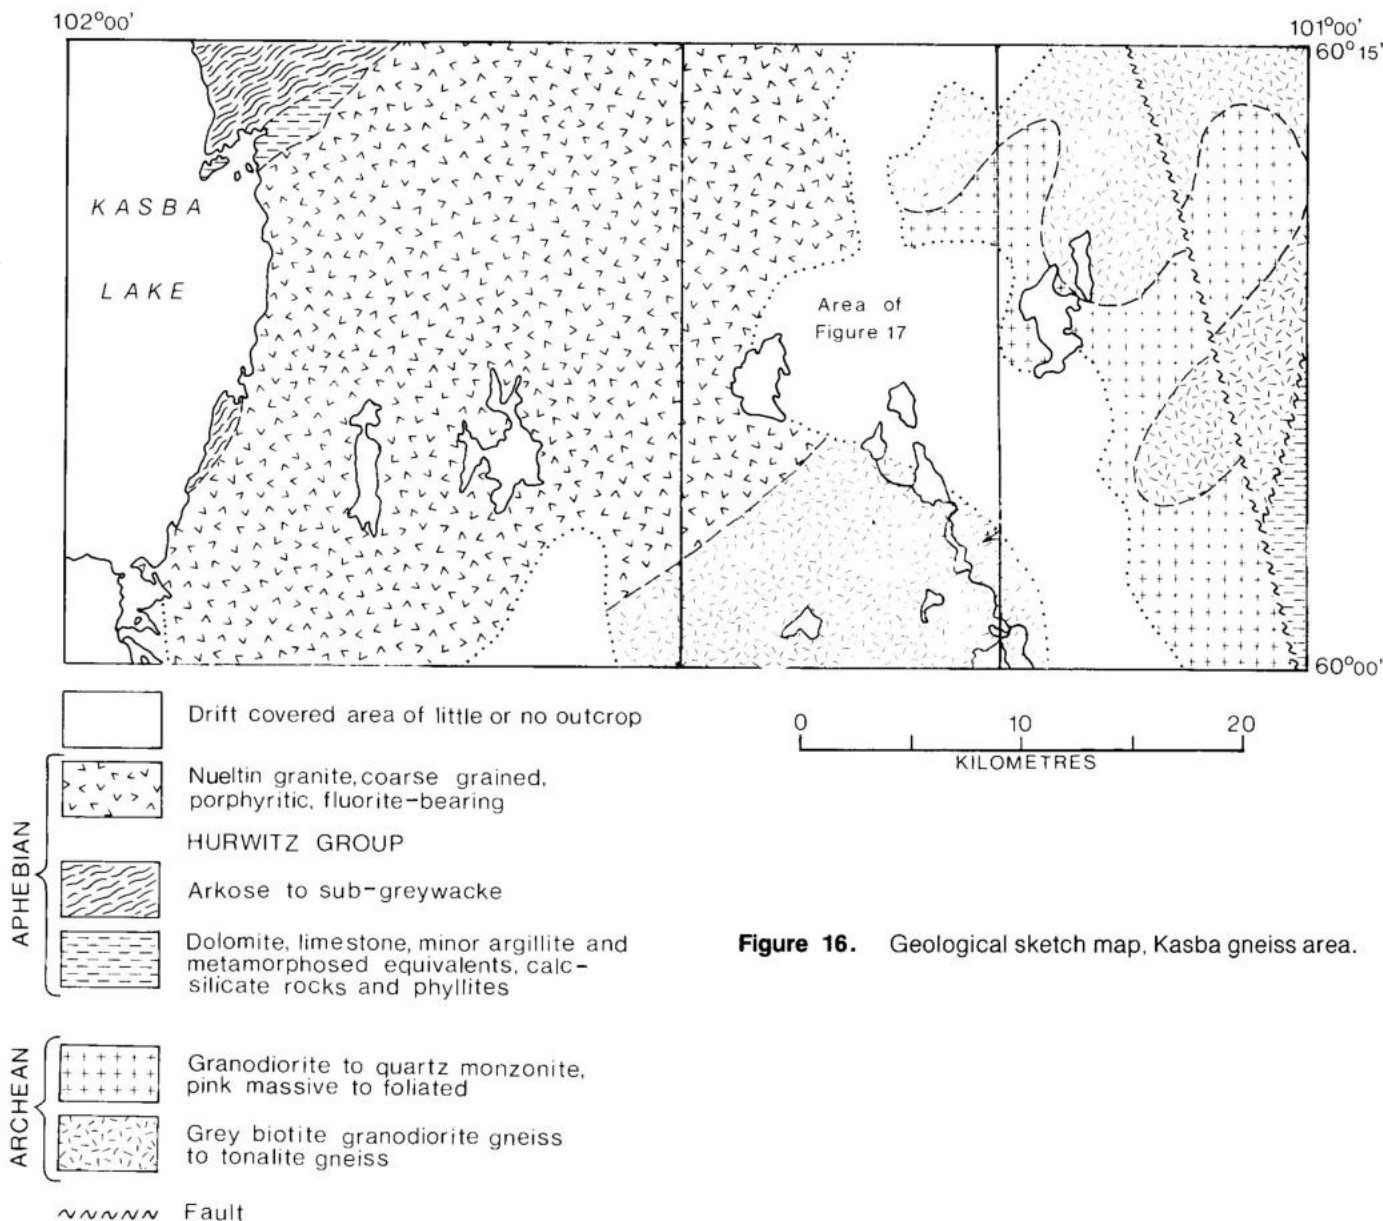 102°00'
101°00'
60°15'
KASBA
LAKE
Area of
Figure 17
60°00'
Drift covered area of little or no outcrop
0 10 20
KILOMETRES
APHEBIAN
Nueltin granite, coarse grained,
porphyritic, fluorite-bearing
HURWITZ GROUP
Arkose to sub-greywacke
Dolomite, limestone, minor argillite and
metamorphosed equivalents, calc-
silicate rocks and phyllites
Figure 16. Geological sketch map, Kasba gneiss area.
ARCHEAN
Granodiorite to quartz monzonite,
pink massive to foliated
Grey biotite granodiorite gneiss
to tonalite gneiss
Fault